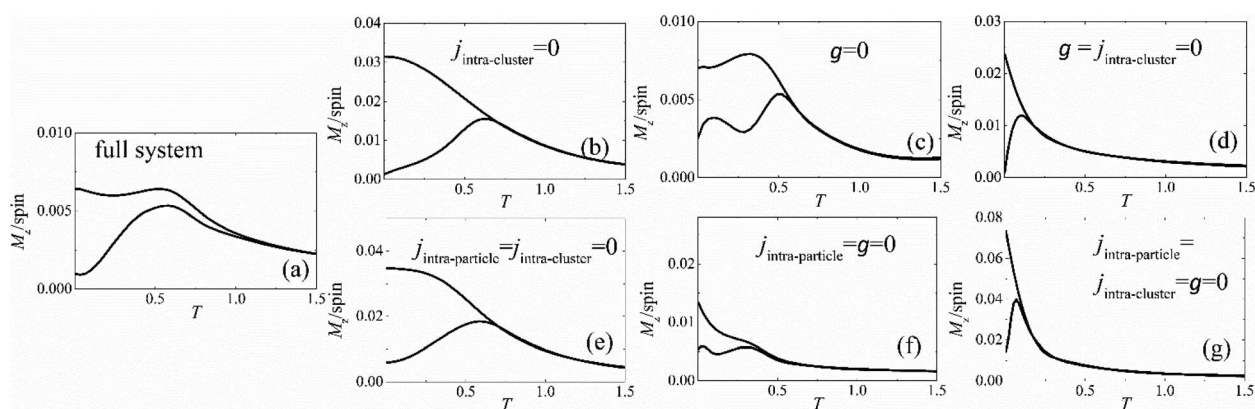 0.010
0.005
0.000
M_z/spin
full system
(a)
0.5
1.0
1.5
T
0.04
0.03
0.02
0.01
0.00
M_z/spin
j_intra-cluster=0
(b)
0.5
1.0
1.5
T
0.010
0.005
0.000
M_z/spin
g=0
(c)
0.5
1.0
1.5
T
0.03
0.02
0.01
0.00
M_z/spin
g = j_intra-cluster=0
(d)
0.5
1.0
1.5
T
0.04
0.02
0.00
M_z/spin
j_intra-particle=j_intra-cluster=0
(e)
0.5
1.0
1.5
T
0.02
0.01
0.00
M_z/spin
j_intra-particle=g=0
(f)
0.5
1.0
1.5
T
0.08
0.06
0.04
0.02
0.00
M_z/spin
j_intra-particle=
j_intra-cluster=g=0
(g)
0.5
1.0
1.5
T